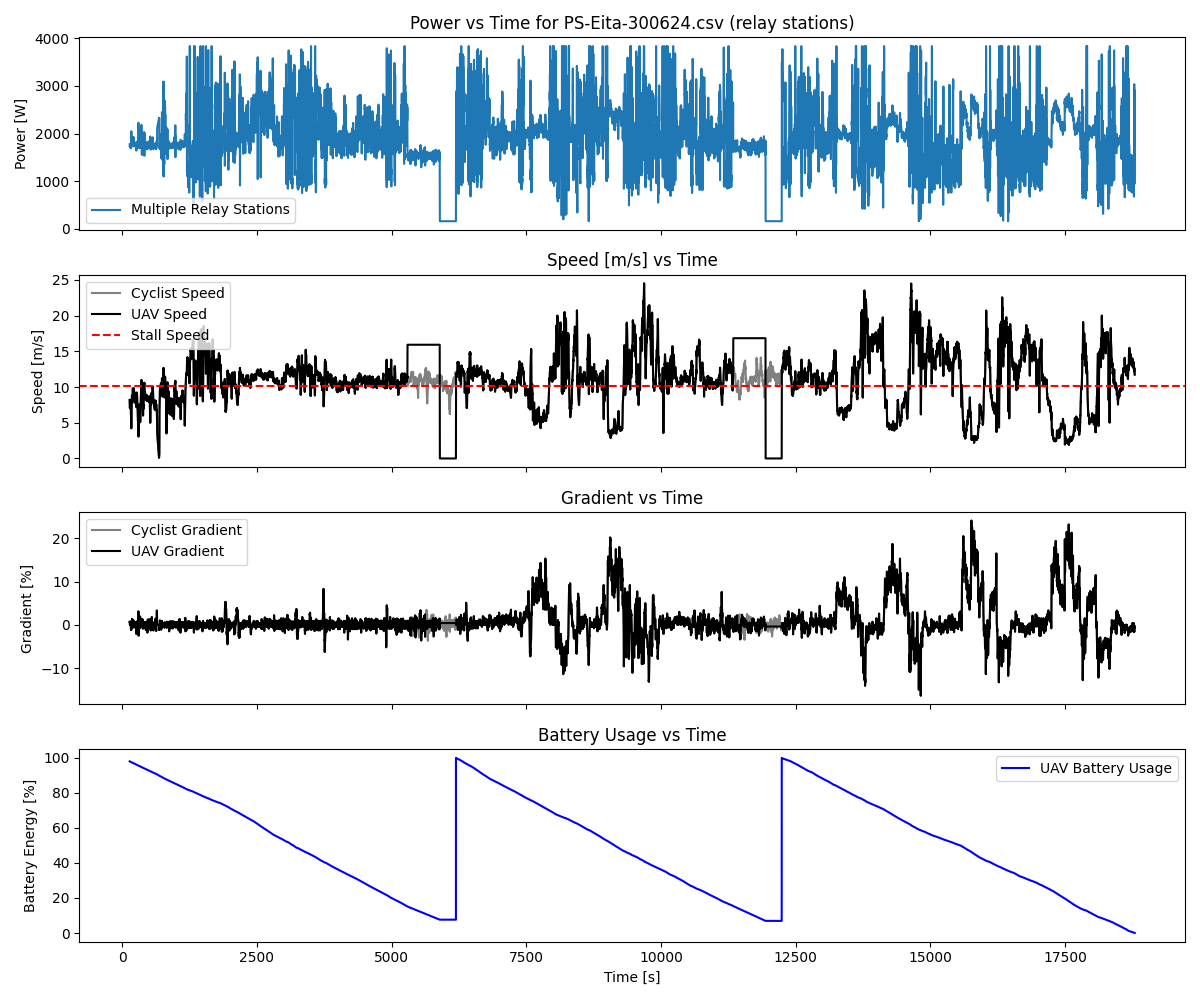 Power vs Time for PS-Eita-300624.csv (relay stations)
4000
3000
2000
1000
0
Power [W]
Multiple Relay Stations
Speed [m/s] vs Time
25
20
15
10
5
0
Speed [m/s]
Cyclist Speed
UAV Speed
Stall Speed
Gradient vs Time
20
10
0
−10
Gradient [%]
Cyclist Gradient
UAV Gradient
Battery Usage vs Time
100
80
60
40
20
0
Battery Energy [%]
UAV Battery Usage
0 2500 5000 7500 10000 12500 15000 17500
Time [s]